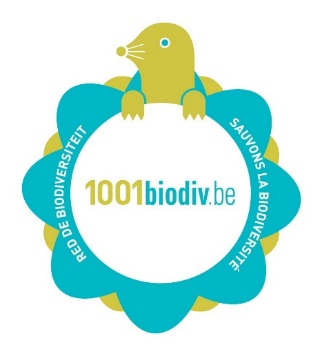 RED DE BIODIVERSITEIT
1001biodiv.be
SAUVONS LA BIODIVERSITÉ